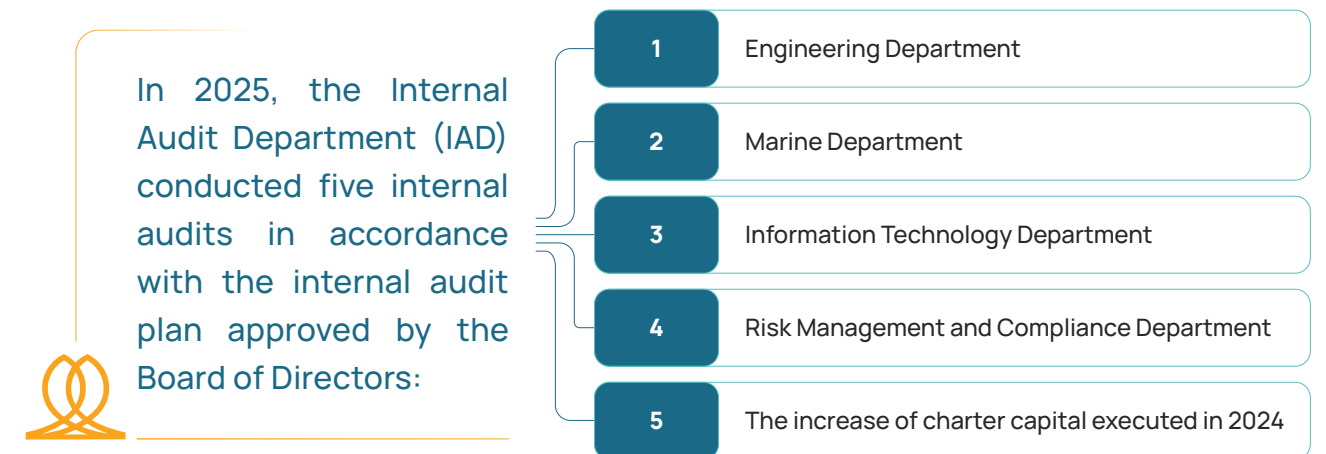 In 2025, the Internal
Audit Department (IAD)
conducted five internal
audits in accordance
with the internal audit
plan approved by the
Board of Directors:
1 Engineering Department
2 Marine Department
3 Information Technology Department
4 Risk Management and Compliance Department
5 The increase of charter capital executed in 2024